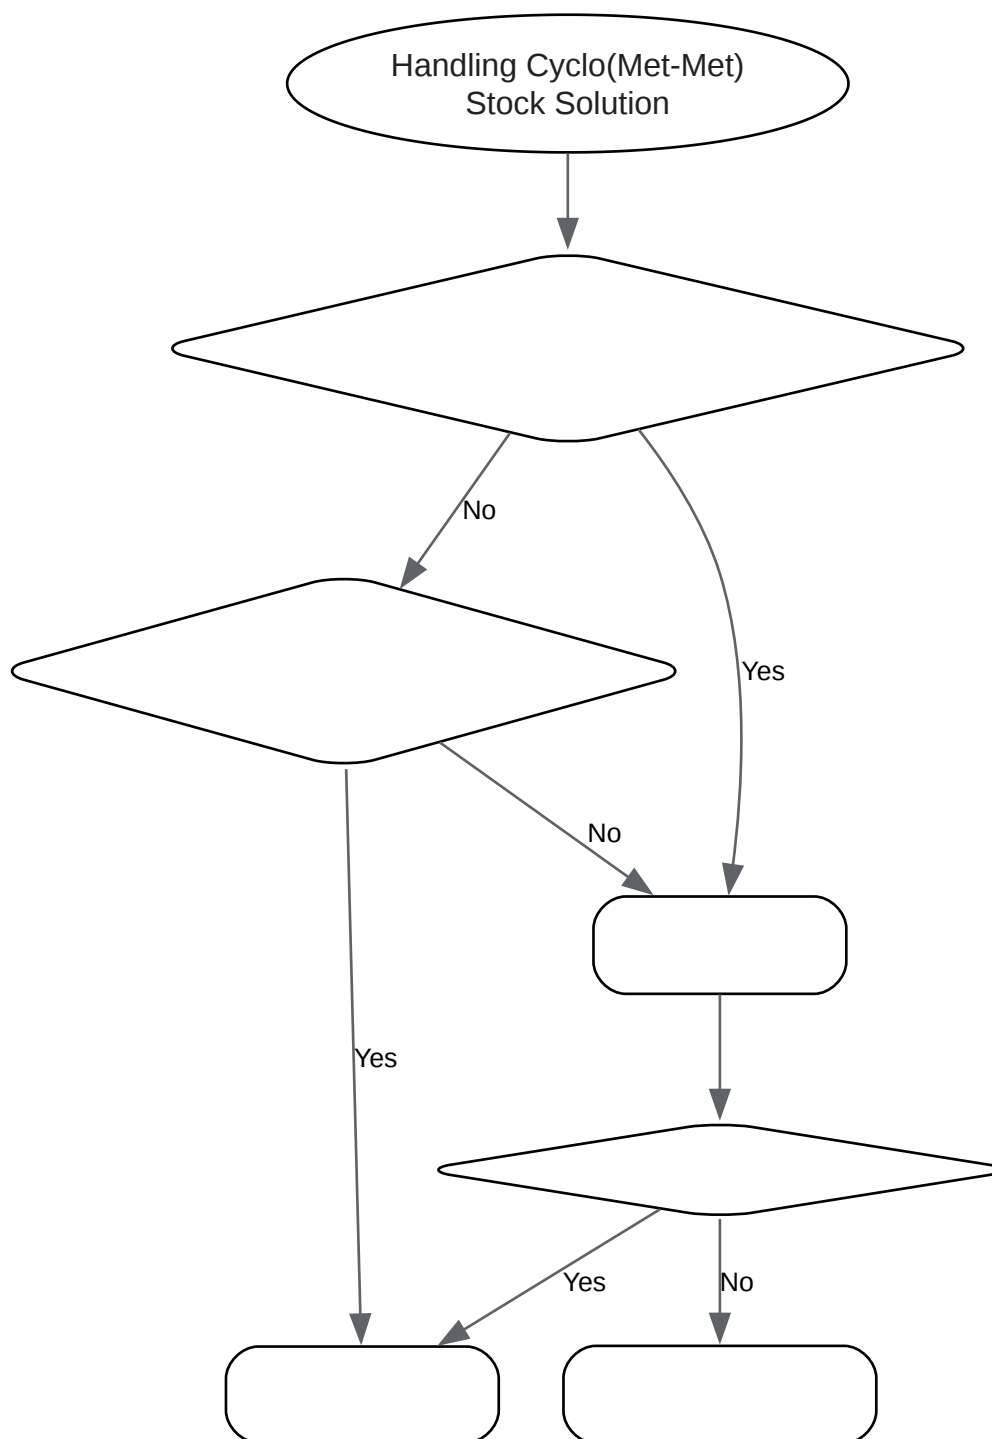 Handling Cyclo(Met-Met)
Stock Solution
No
Yes
No
Yes
Yes
No